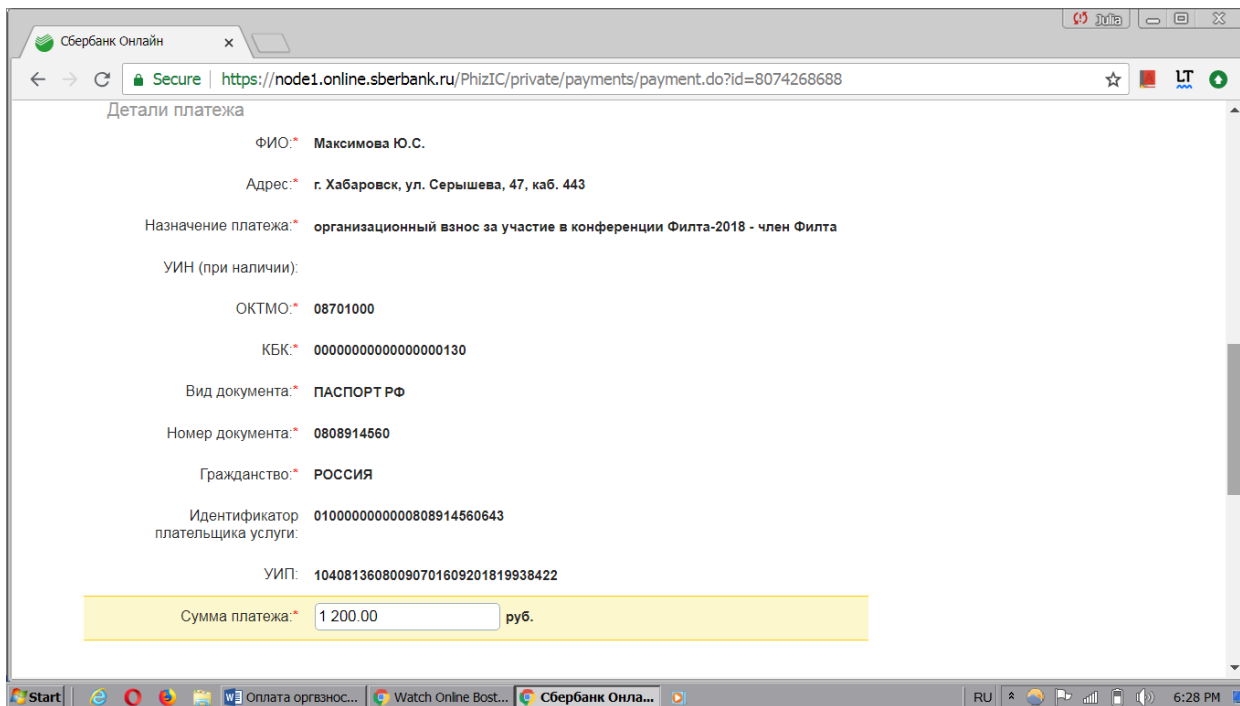 Julia
Сбербанк Онлайн
Secure https://node1.online.sberbank.ru/PhizIC/private/payments/payment.do?id=8074268688
LT
Детали платежа
ФИО:* Максимова Ю.С.
Адрес:* г. Хабаровск, ул. Серышева, 47, каб. 443
Назначение платежа:* организационный взнос за участие в конференции Филта-2018 - член Филта
УИН (при наличии):
ОКТМО:* 08701000
КБК:* 00000000000000000130
Вид документа:* ПАСПОРТ РФ
Номер документа:* 0808914560
Гражданство:* РОССИЯ
Идентификатор 0100000000000808914560643
плательщика услуги:
УИП: 10408136080090701609201819938422
Сумма платежа:* 1 200.00 руб.
Start Оплата оргвзнос... Watch Online Bost... Сбербанк Онла... RU 6:28 PM